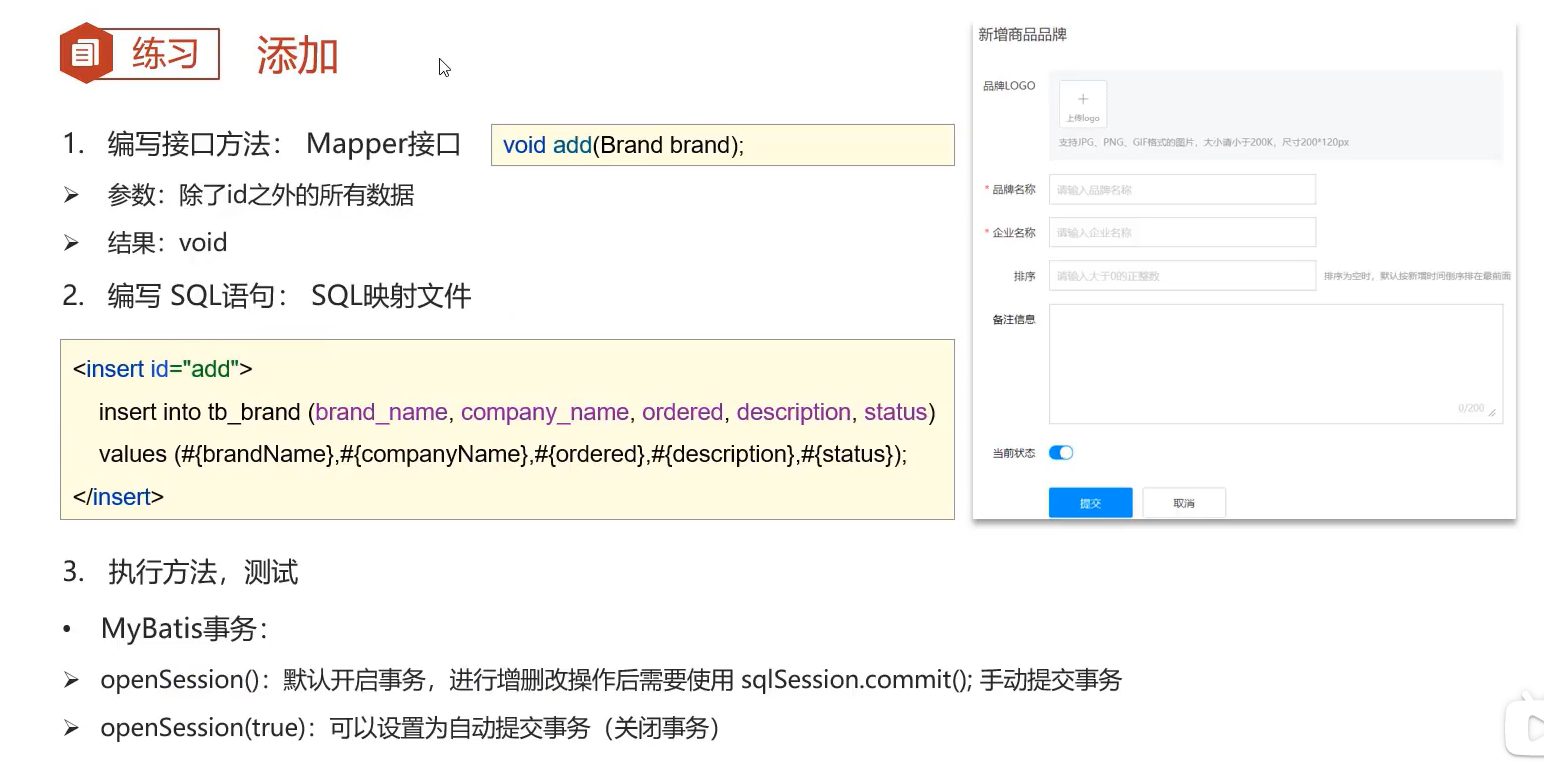 练习 添加
1. 编写接口方法： Mapper接口 void add(Brand brand);
➢ 参数：除了id之外的所有数据
➢ 结果：void
2. 编写 SQL语句： SQL映射文件
<insert id="add">
insert into tb_brand (brand_name, company_name, ordered, description, status)
values (#{brandName},#{companyName},#{ordered},#{description},#{status});
</insert>
3. 执行方法，测试
• MyBatis事务：
➢ openSession()：默认开启事务，进行增删改操作后需要使用 sqlSession.commit(); 手动提交事务
➢ openSession(true)：可以设置为自动提交事务（关闭事务）
新增商品品牌
品牌LOGO
+
上传logo
支持JPG、PNG、GIF格式的图片，大小请小于200K，尺寸200*120px
* 品牌名称 请输入品牌名称
* 企业名称 请输入企业名称
排序 请输入大于0的正整数 排序为空时，默认按新增时间倒序排在最前面
备注信息
0/200
当前状态
提交 取消